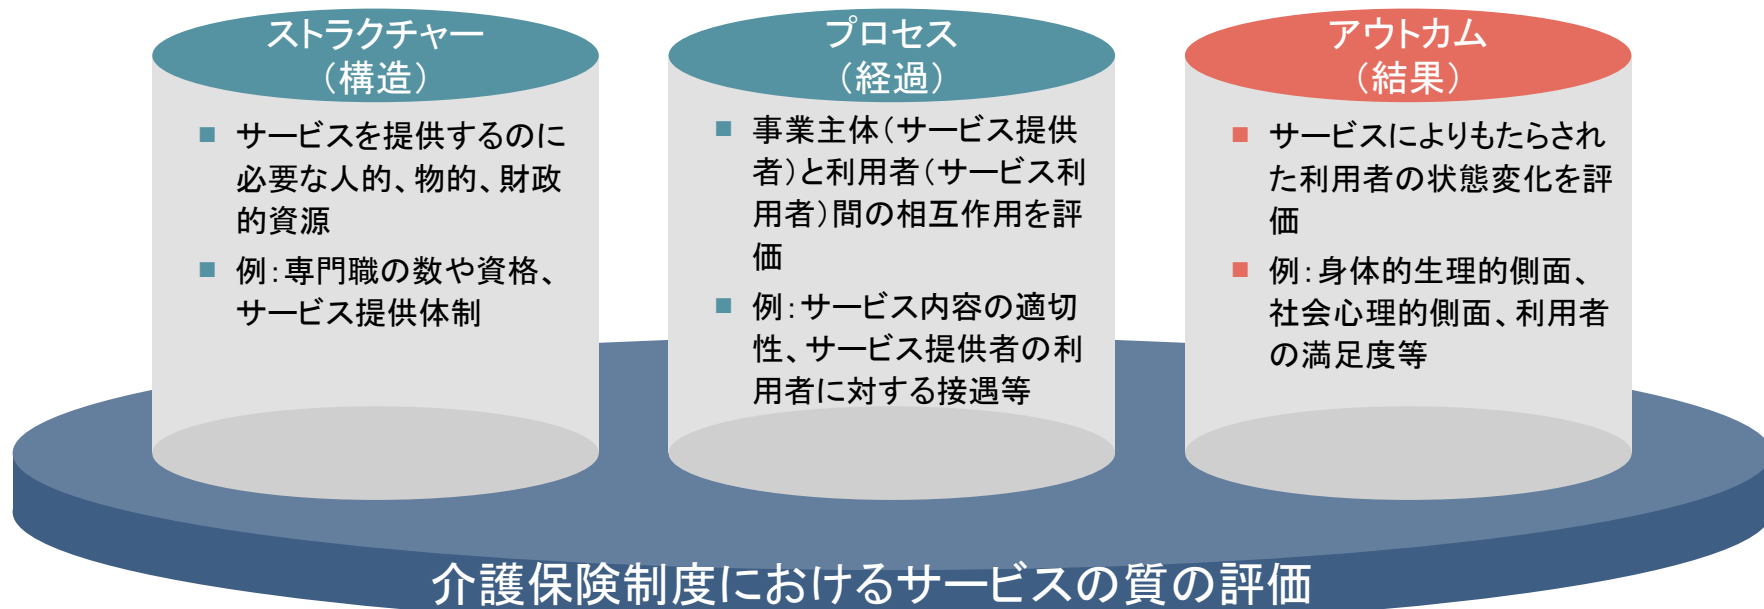 ストラクチャー
（構造）
■ サービスを提供するのに
必要な人的、物的、財政
的資源
■ 例：専門職の数や資格、
サービス提供体制
プロセス
（経過）
■ 事業主体（サービス提供
者）と利用者（サービス利
用者）間の相互作用を評
価
■ 例：サービス内容の適切
性、サービス提供者の利
用者に対する接遇等
アウトカム
（結果）
■ サービスによりもたらされ
た利用者の状態変化を評
価
■ 例：身体的生理的側面、
社会心理的側面、利用者
の満足度等
介護保険制度におけるサービスの質の評価